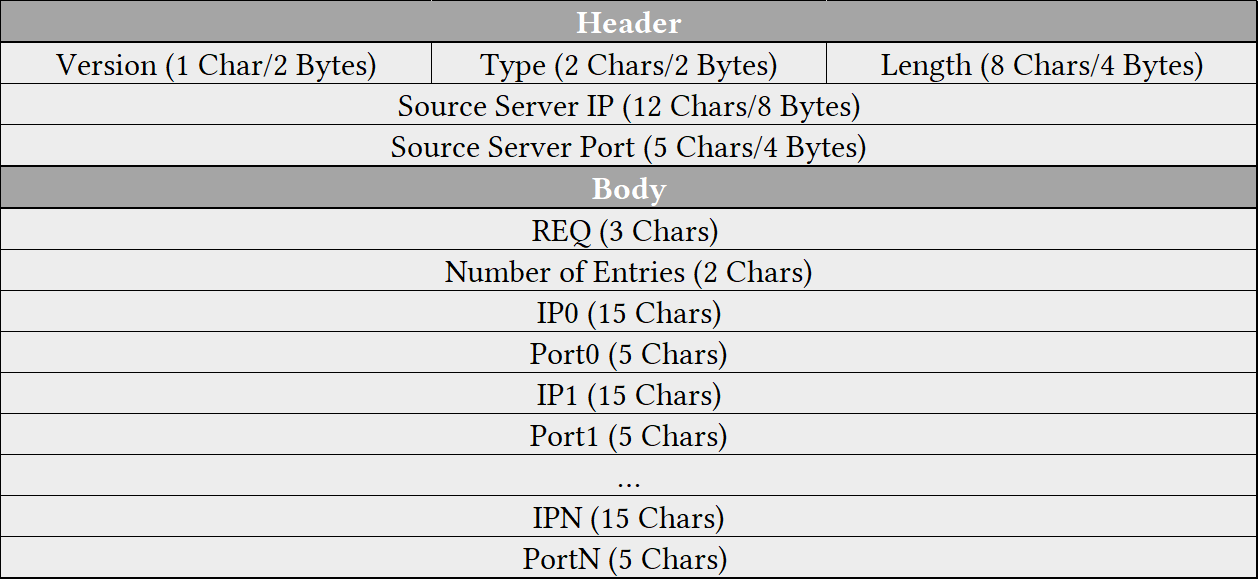 Header
Version (1 Char/2 Bytes) Type (2 Chars/2 Bytes) Length (8 Chars/4 Bytes)
Source Server IP (12 Chars/8 Bytes)
Source Server Port (5 Chars/4 Bytes)
Body
REQ (3 Chars)
Number of Entries (2 Chars)
IP0 (15 Chars)
Port0 (5 Chars)
IP1 (15 Chars)
Port1 (5 Chars)
...
IPN (15 Chars)
PortN (5 Chars)